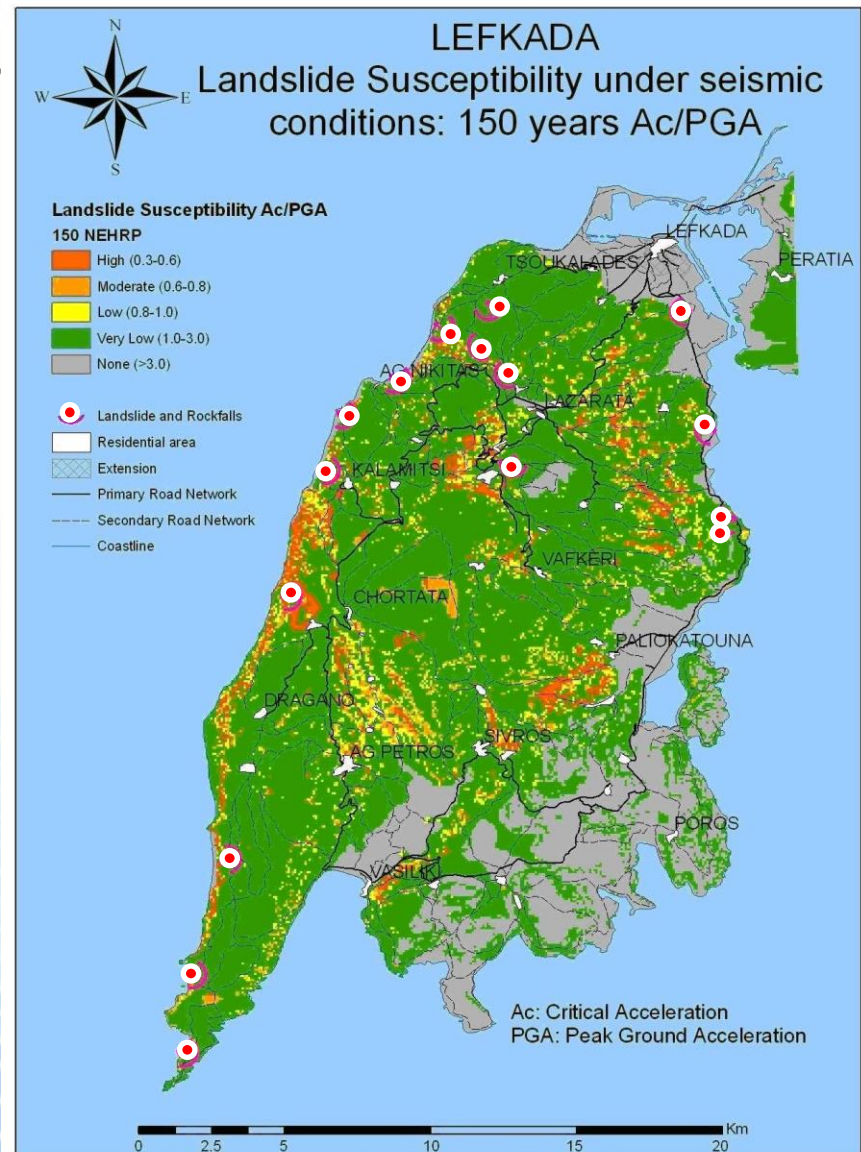 LEFKADA
Landslide Susceptibility under seismic
conditions: 150 years Ac/PGA
N
W
E
S
Landslide Susceptibility Ac/PGA
150 NEHRP
High (0.3-0.6)
Moderate (0.6-0.8)
Low (0.8-1.0)
Very Low (1.0-3.0)
None (>3.0)
Landslide and Rockfalls
Residential area
Extension
Primary Road Network
Secondary Road Network
Coastline
LEFKADA
TSOUKALADES
PERATIA
AG NIKITAS
LAZARATA
KALAMITSI
VAFKERI
CHORTATA
PALIOKATOUNA
DRAGANO
SIVROS
AG PETROS
POROS
VASILIKI
Ac: Critical Acceleration
PGA: Peak Ground Acceleration
Km
0 2.5 5 10 15 20